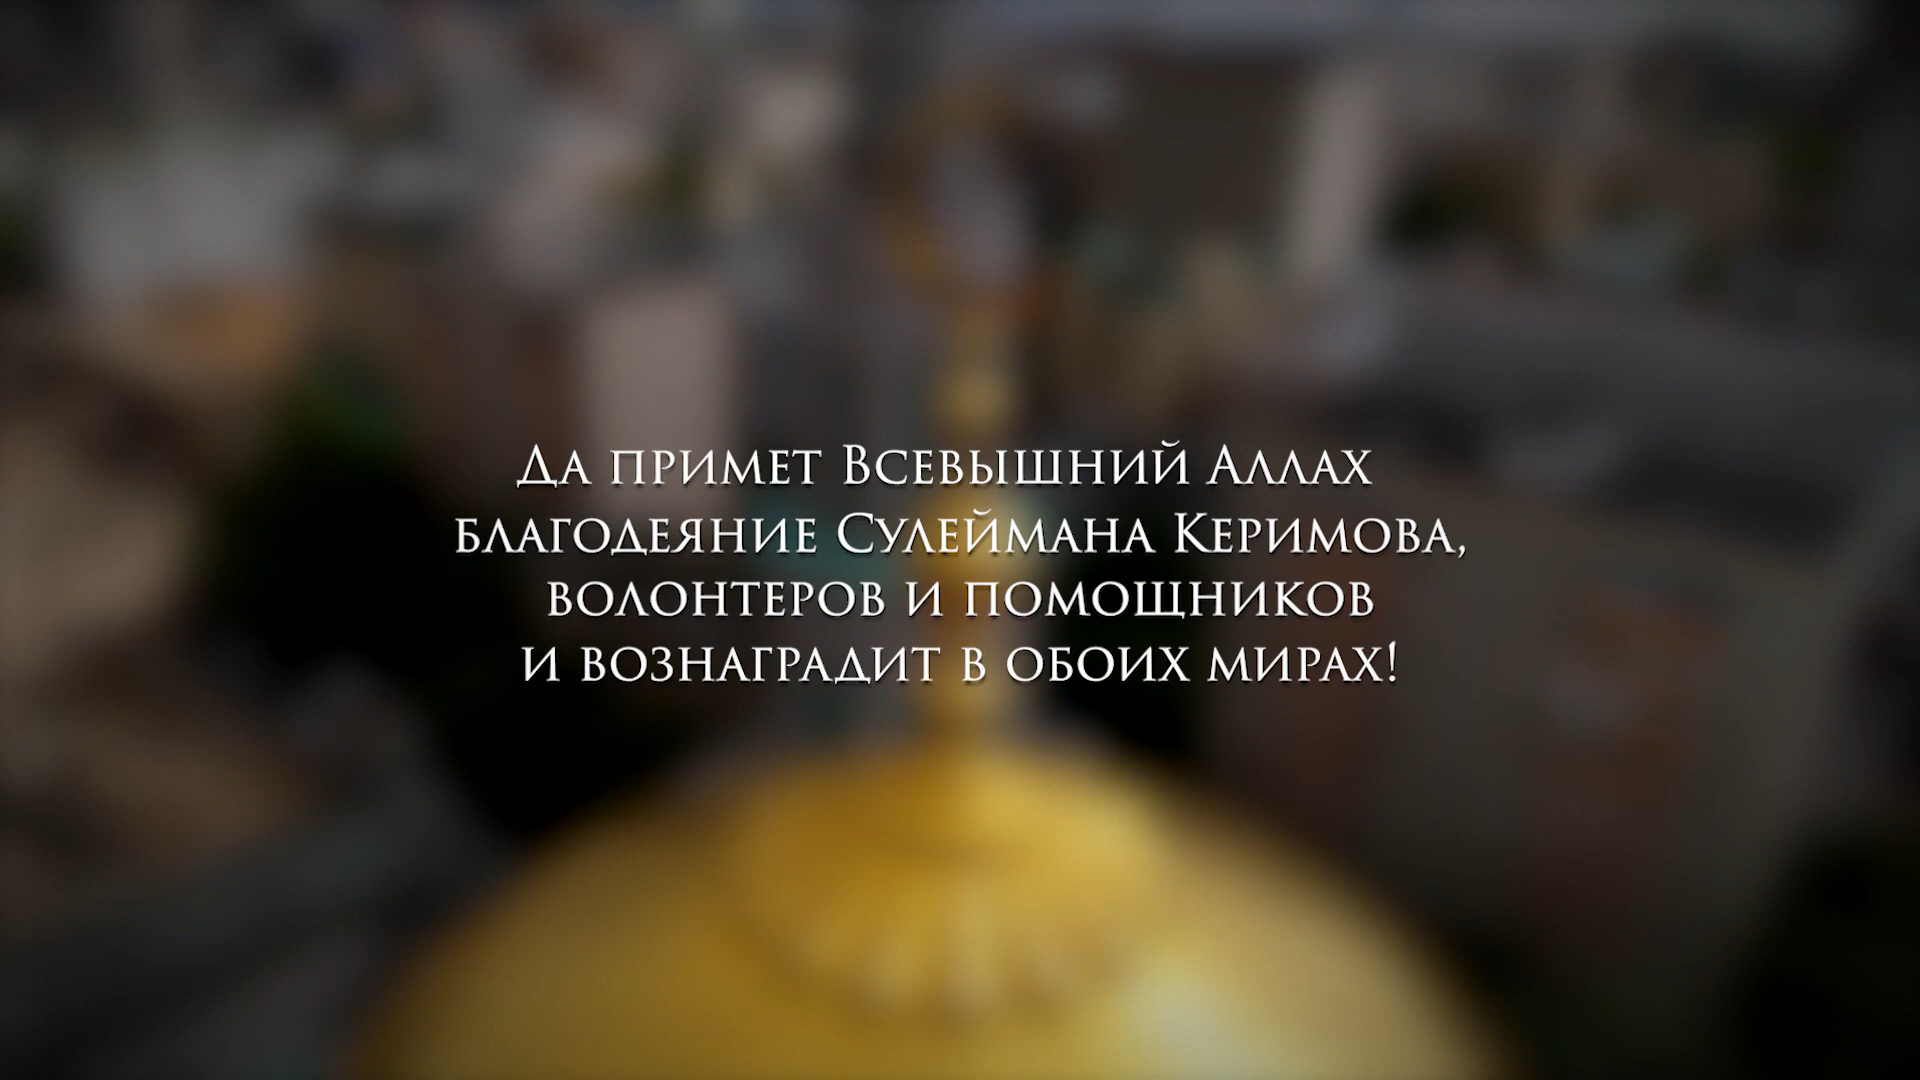 Да примет Всевышний Аллах
благодеяние Сулеймана Керимова,
волонтеров и помощников
и вознаградит в обоих мирах!